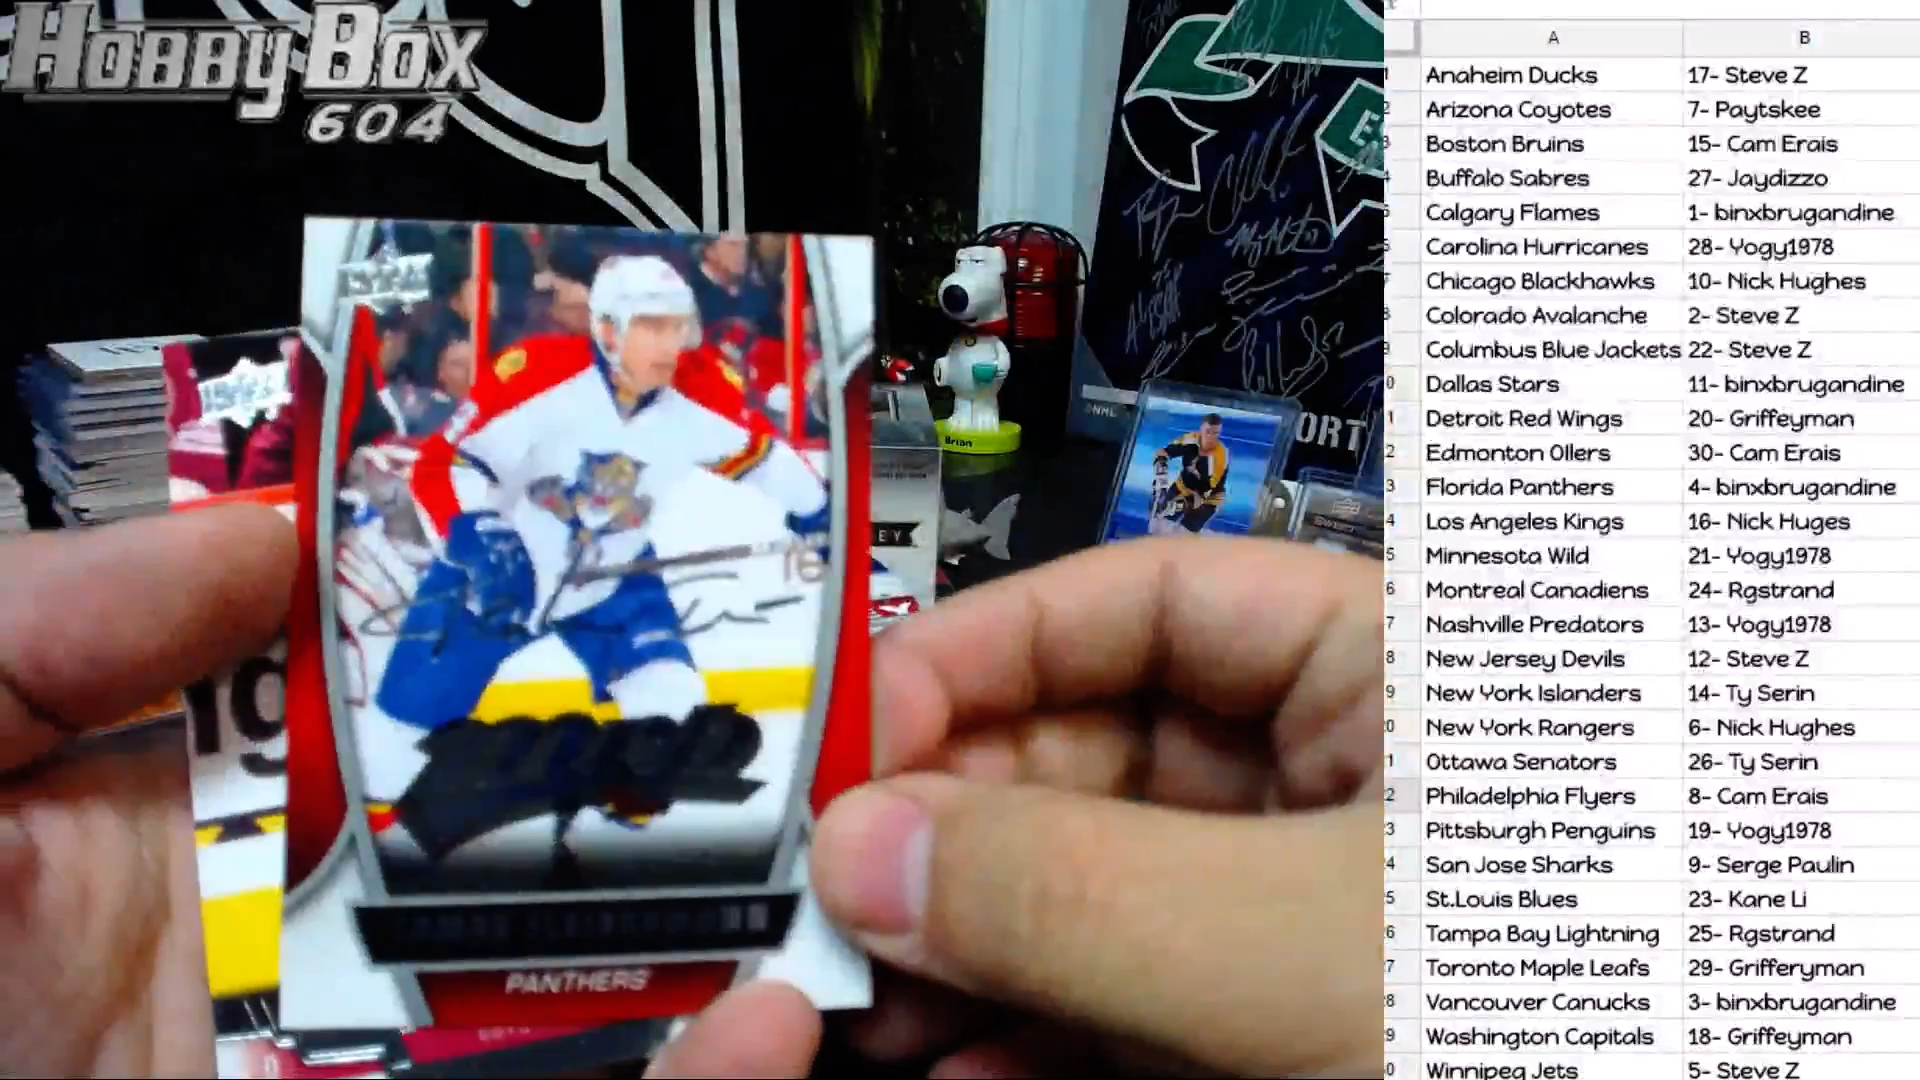 HOBBY BOX
604
PANTHERS
Brian
NHL
ORT
EY
A B
Anaheim Ducks 17- Steve Z
Arizona Coyotes 7- Paytskee
Boston Bruins 15- Cam Erais
Buffalo Sabres 27- Jaydizzo
Calgary Flames 1- binxbrugandine
Carolina Hurricanes 28- Yogy1978
Chicago Blackhawks 10- Nick Hughes
Colorado Avalanche 2- Steve Z
Columbus Blue Jackets 22- Steve Z
Dallas Stars 11- binxbrugandine
Detroit Red Wings 20- Griffeyman
Edmonton Ollers 30- Cam Erais
Florida Panthers 4- binxbrugandine
Los Angeles Kings 16- Nick Huges
Minnesota Wild 21- Yogy1978
Montreal Canadiens 24- Rgstrand
Nashville Predators 13- Yogy1978
New Jersey Devils 12- Steve Z
New York Islanders 14- Ty Serin
New York Rangers 6- Nick Hughes
Ottawa Senators 26- Ty Serin
Philadelphia Flyers 8- Cam Erais
Pittsburgh Penguins 19- Yogy1978
San Jose Sharks 9- Serge Paulin
St.Louis Blues 23- Kane Li
Tampa Bay Lightning 25- Rgstrand
Toronto Maple Leafs 29- Grifferyman
Vancouver Canucks 3- binxbrugandine
Washington Capitals 18- Griffeyman
Winnipeg Jets 5- Steve Z